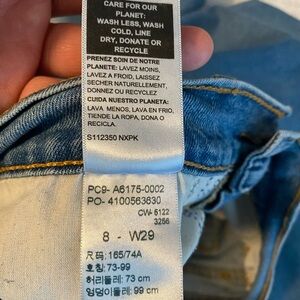 CARE FOR OUR
PLANET:
WASH LESS, WASH
COLD, LINE
DRY, DONATE OR
RECYCLE
PRENEZ SOIN DE NOTRE
PLANETE: LAVEZ MOINS,
LAVEZ A FROID, LAISSEZ
SECHER NATURELLEMENT,
DONNEZ OU RECYCLEZ
CUIDA NUESTRO PLANETA:
LAVA MENOS, LAVA EN FRIO,
TIENDE LA ROPA, DONA O
RECICLA.
S112350 NXPK
PC9- A6175-0002
PO- 4100563630
CW- 5122
3256
8 - W29
尺码: 165/74A
호칭: 73-99
허리둘레: 73 cm
엉덩이둘레: 99 cm